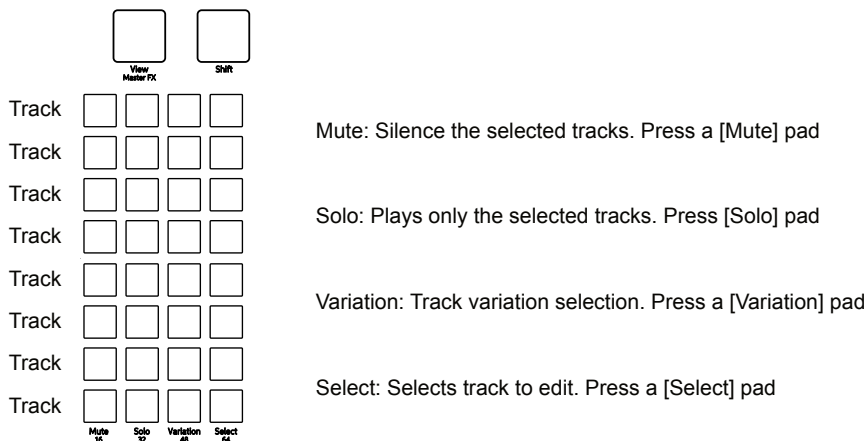 View
Master FX
Shift
Track
Mute: Silence the selected tracks. Press a [Mute] pad
Track
Track
Solo: Plays only the selected tracks. Press [Solo] pad
Track
Track
Variation: Track variation selection. Press a [Variation] pad
Track
Track
Select: Selects track to edit. Press a [Select] pad
Track
Mute Solo Variation Select
16 32 48 64